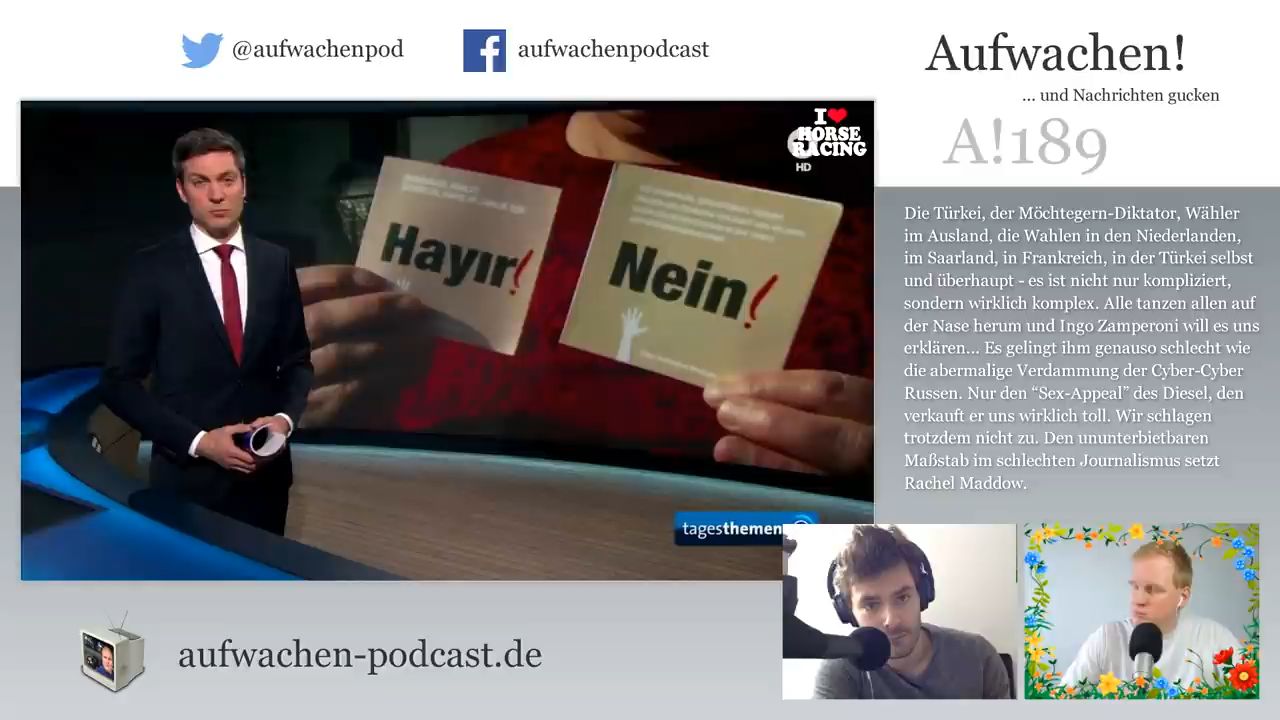 @aufwachenpod
aufwachenpodcast
Aufwachen!
... und Nachrichten gucken
A!189
I
HORSE
RACING
HD
Hayır!
Nein!
tagesthemen
Die Türkei, der Möchtegern-Diktator, Wähler
im Ausland, die Wahlen in den Niederlanden,
im Saarland, in Frankreich, in der Türkei selbst
und überhaupt - es ist nicht nur kompliziert,
sondern wirklich komplex. Alle tanzen allen auf
der Nase herum und Ingo Zamperoni will es uns
erklären... Es gelingt ihm genauso schlecht wie
die abermalige Verdammung der Cyber-Cyber
Russen. Nur den “Sex-Appeal” des Diesel, den
verkauft er uns wirklich toll. Wir schlagen
trotzdem nicht zu. Den ununterbietbaren
Maßstab im schlechten Journalismus setzt
Rachel Maddow.
aufwachen-podcast.de